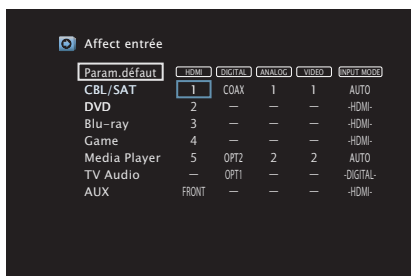 Affect entrée
Param.défaut HDMI DIGITAL ANALOG VIDEO INPUT MODE
CBL/SAT 1 COAX 1 1 AUTO
DVD 2 — — — -HDMI-
Blu-ray 3 — — — -HDMI-
Game 4 — — — -HDMI-
Media Player 5 OPT2 2 2 AUTO
TV Audio — OPT1 — — -DIGITAL-
AUX FRONT — — — -HDMI-